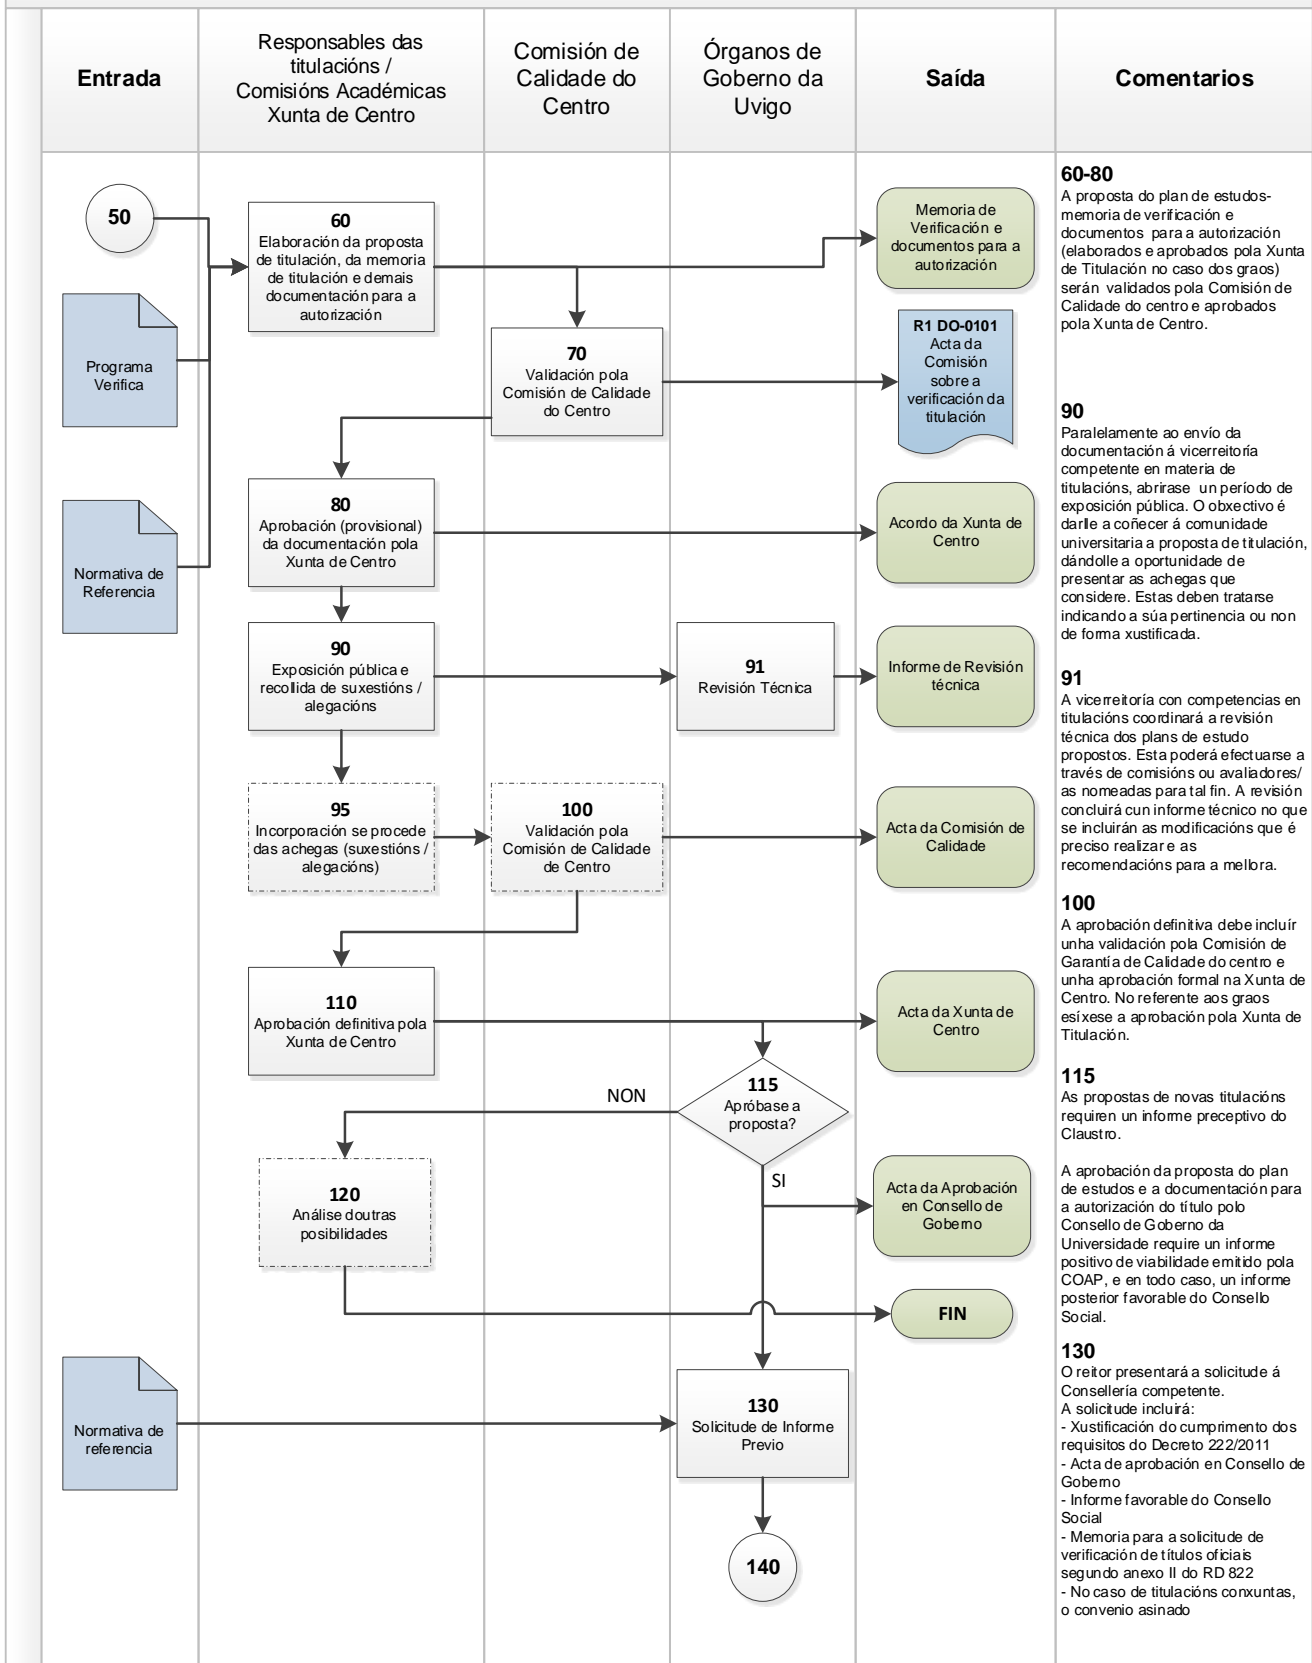 Entrada
Responsables das
titulacións /
Comisións Académicas
Xunta de Centro
Comisión de
Calidade do
Centro
Órganos de
Goberno da
Uvigo
Saída
Comentarios
50
Programa
Verifica
Normativa de
Referencia
60
Elaboración da proposta
de titulación, da memoria
de titulación e demais
documentación para a
autorización
Memoria de
Verificación e
documentos para a
autorización
70
Validación pola
Comisión de Calidade
do Centro
R1 DO-0101
Acta da
Comisión
sobre a
verificación da
titulación
80
Aprobación (provisional)
da documentación pola
Xunta de Centro
Acordo da Xunta de
Centro
90
Exposición pública e
recollida de suxestións /
alegacións
91
Revisión Técnica
Informe de Revisión
técnica
95
Incorporación se procede
das achegas (suxestións /
alegacións)
100
Validación pola
Comisión de Calidade
de Centro
Acta da Comisión de
Calidade
110
Aprobación definitiva pola
Xunta de Centro
Acta da Xunta de
Centro
115
Apróbase a
proposta?
NON
SI
120
Análise doutras
posibilidades
Acta da Aprobación
en Consello de
Goberno
FIN
Normativa de
referencia
130
Solicitude de Informe
Previo
140
60-80
A proposta do plan de estudos-
memoria de verificación e
documentos para a autorización
(elaborados e aprobados pola Xunta
de Titulación no caso dos graos)
serán validados pola Comisión de
Calidade do centro e aprobados
pola Xunta de Centro.
90
Paralelamente ao envío da
documentación á vicerreitoría
competente en materia de
titulacións, abrirase un período de
exposición pública. O obxectivo é
darlle a coñecer á comunidade
universitaria a proposta de titulación,
dándolle a oportunidade de
presentar as achegas que
considere. Estas deben tratarse
indicando a súa pertinencia ou non
de forma xustificada.
91
A vicerreitoría con competencias en
titulacións coordinará a revisión
técnica dos plans de estudo
propostos. Esta poderá efectuarse a
través de comisións ou avaliadores/
as nomeadas para tal fin. A revisión
concluirá cun informe técnico no que
se incluirán as modificacións que é
preciso realizar e as
recomendacións para a mellora.
100
A aprobación definitiva debe incluír
unha validación pola Comisión de
Garantía de Calidade do centro e
unha aprobación formal na Xunta de
Centro. No referente aos graos
esíxese a aprobación pola Xunta de
Titulación.
115
As propostas de novas titulacións
requiren un informe preceptivo do
Claustro.
A aprobación da proposta do plan
de estudos e a documentación para
a autorización do título polo
Consello de Goberno da
Universidade require un informe
positivo de viabilidade emitido pola
COAP, e en todo caso, un informe
posterior favorable do Consello
Social.
130
O reitor presentará a solicitude á
Consellería competente.
A solicitude incluirá:
- Xustificación do cumprimento dos
requisitos do Decreto 222/2011
- Acta de aprobación en Consello de
Goberno
- Informe favorable do Consello
Social
- Memoria para a solicitude de
verificación de títulos oficiais
segundo anexo II do RD 822
- No caso de titulacións conxuntas,
o convenio asinado